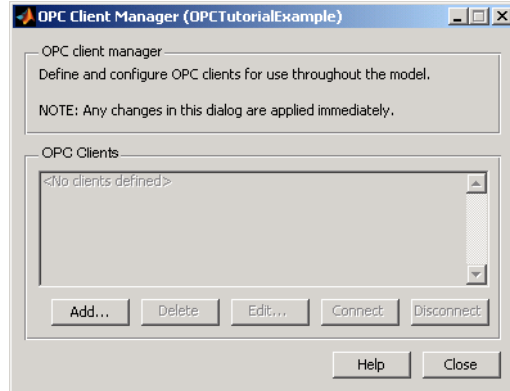 OPC Client Manager (OPCTutorialExample)
OPC client manager
Define and configure OPC clients for use throughout the model.
NOTE: Any changes in this dialog are applied immediately.
OPC Clients
<No clients defined>
Add... Delete Edit... Connect Disconnect
Help Close